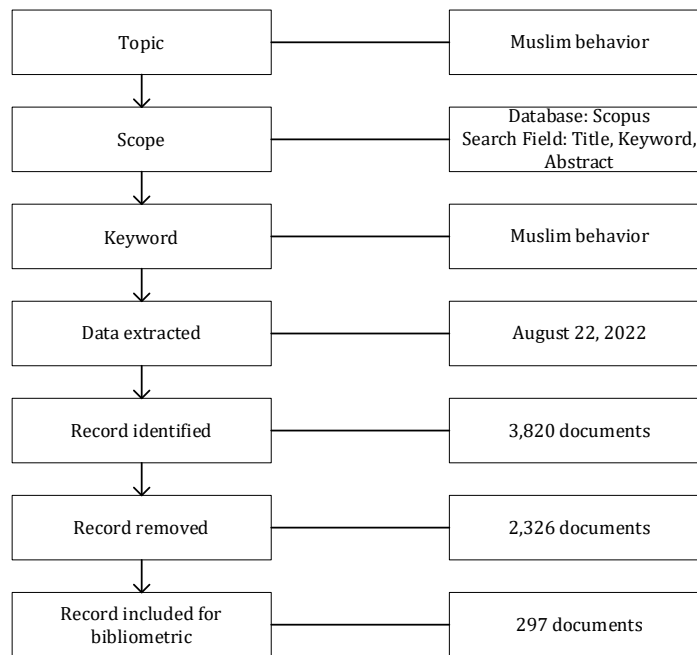 Topic
Muslim behavior
Scope
Database: Scopus
Search Field: Title, Keyword,
Abstract
Keyword
Muslim behavior
Data extracted
August 22, 2022
Record identified
3,820 documents
Record removed
2,326 documents
Record included for
bibliometric
297 documents